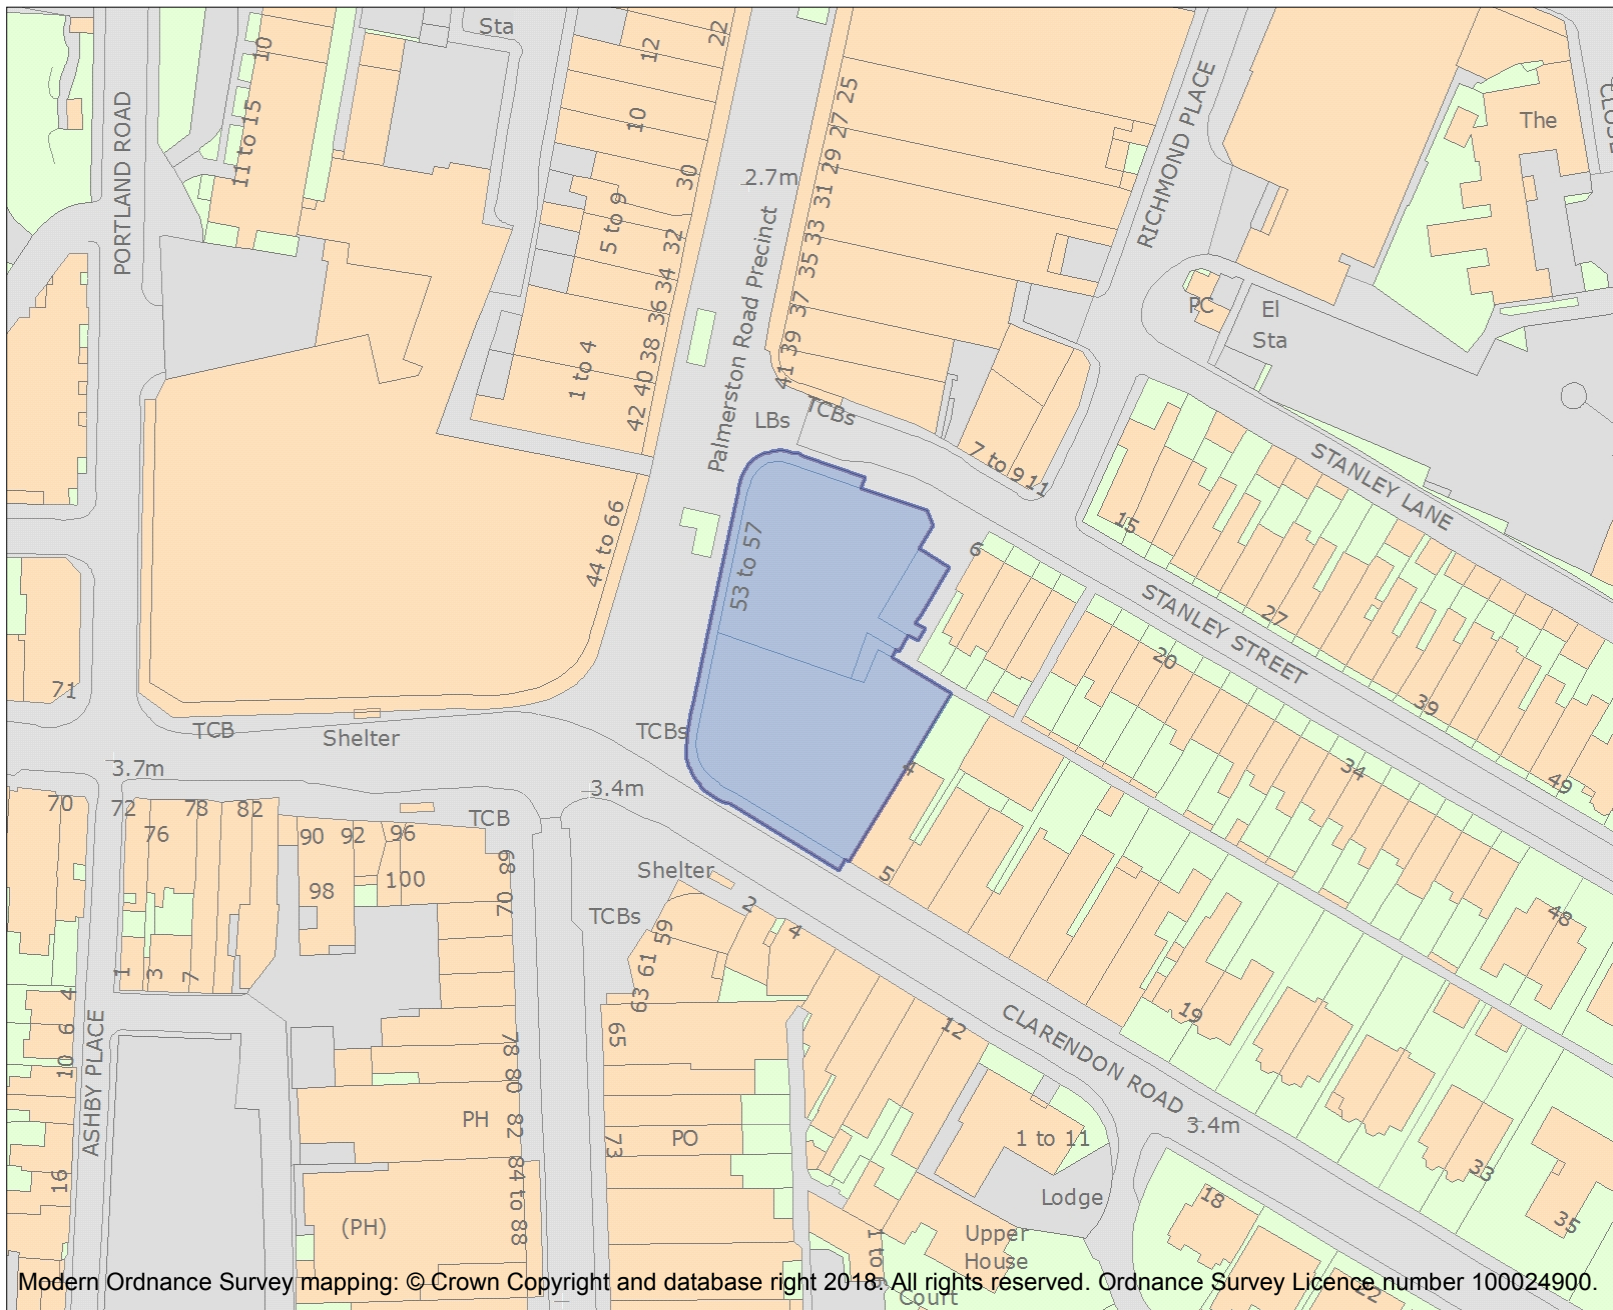 Sta
10
11 to 15
PORTLAND ROAD
12
22
10
30
5 to 9
32
34
36
38
40
42
1 to 4
2.7m
Palmerston Road Precinct
25
27
29
31
33
35
37
39
41
RICHMOND PLACE
The
CLOSE
PC
El
Sta
LBs
TCBs
7 to 9
11
STANLEY LANE
15
44 to 66
53 to 57
6
STANLEY STREET
27
20
39
34
49
71
TCB
Shelter
TCBs
3.7m
3.4m
4
70
72
76
78
82
90
92
96
98
100
TCB
68
70
Shelter
TCBs
2
4
5
59
61
63
65
48
1
3
7
4
6
10
ASHBY PLACE
16
12
CLARENDON ROAD
19
3.4m
78
80
82
84 to 88
PH
(PH)
73
PO
1 to 11
Lodge
Upper
House
Court
1 to 6
18
22
33
35
Modern Ordnance Survey mapping: © Crown Copyright and database right 2018. All rights reserved. Ordnance Survey Licence number 100024900.